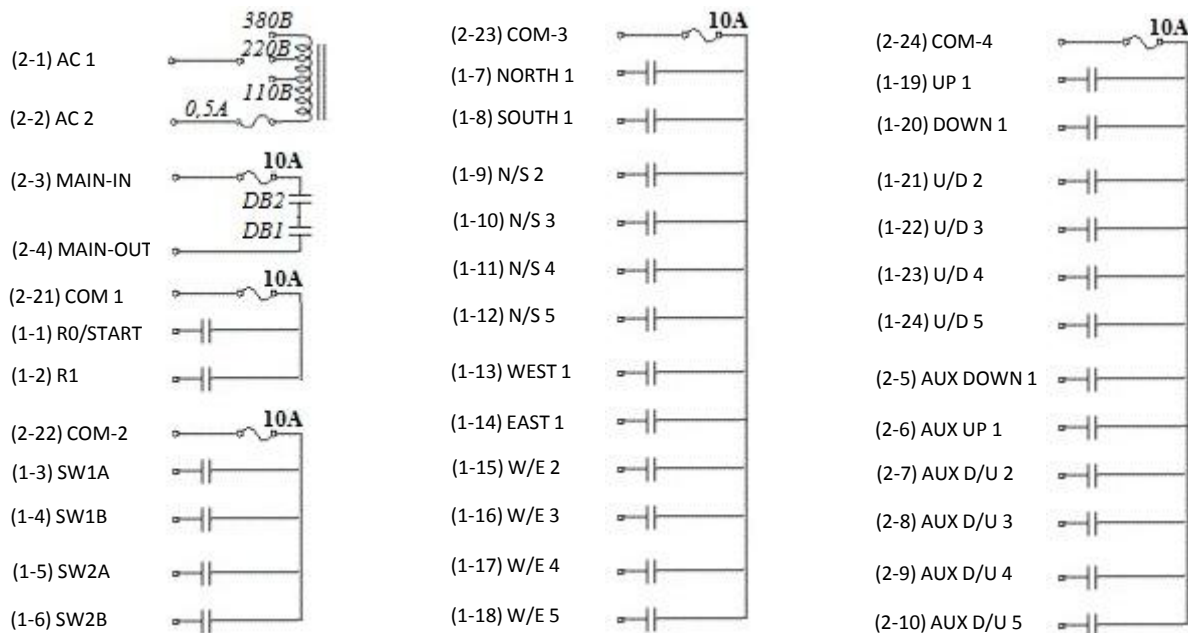 380В
(2-1) AC 1
220В
110В
(2-2) AC 2
0,5A
(2-3) MAIN-IN
10A
DB2
DB1
(2-4) MAIN-OUT
(2-21) COM 1
10A
(1-1) R0/START
(1-2) R1
(2-22) COM-2
10A
(1-3) SW1A
(1-4) SW1B
(1-5) SW2A
(1-6) SW2B
(2-23) COM-3
10A
(1-7) NORTH 1
(1-8) SOUTH 1
(1-9) N/S 2
(1-10) N/S 3
(1-11) N/S 4
(1-12) N/S 5
(1-13) WEST 1
(1-14) EAST 1
(1-15) W/E 2
(1-16) W/E 3
(1-17) W/E 4
(1-18) W/E 5
(2-24) COM-4
10A
(1-19) UP 1
(1-20) DOWN 1
(1-21) U/D 2
(1-22) U/D 3
(1-23) U/D 4
(1-24) U/D 5
(2-5) AUX DOWN 1
(2-6) AUX UP 1
(2-7) AUX D/U 2
(2-8) AUX D/U 3
(2-9) AUX D/U 4
(2-10) AUX D/U 5